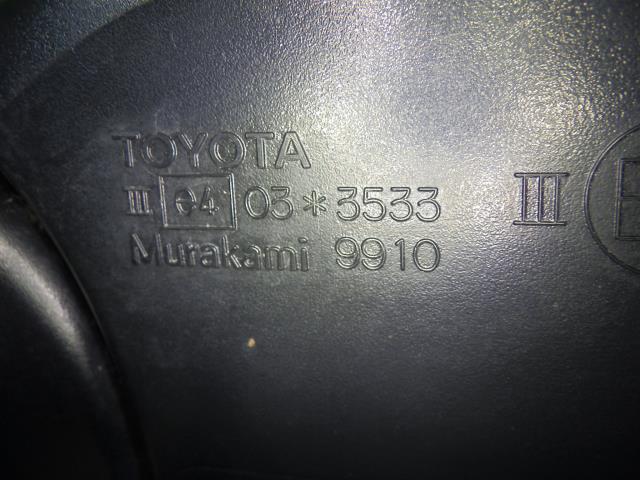 TOYOTA
III e4 03*3533 III E
Murakami 9910